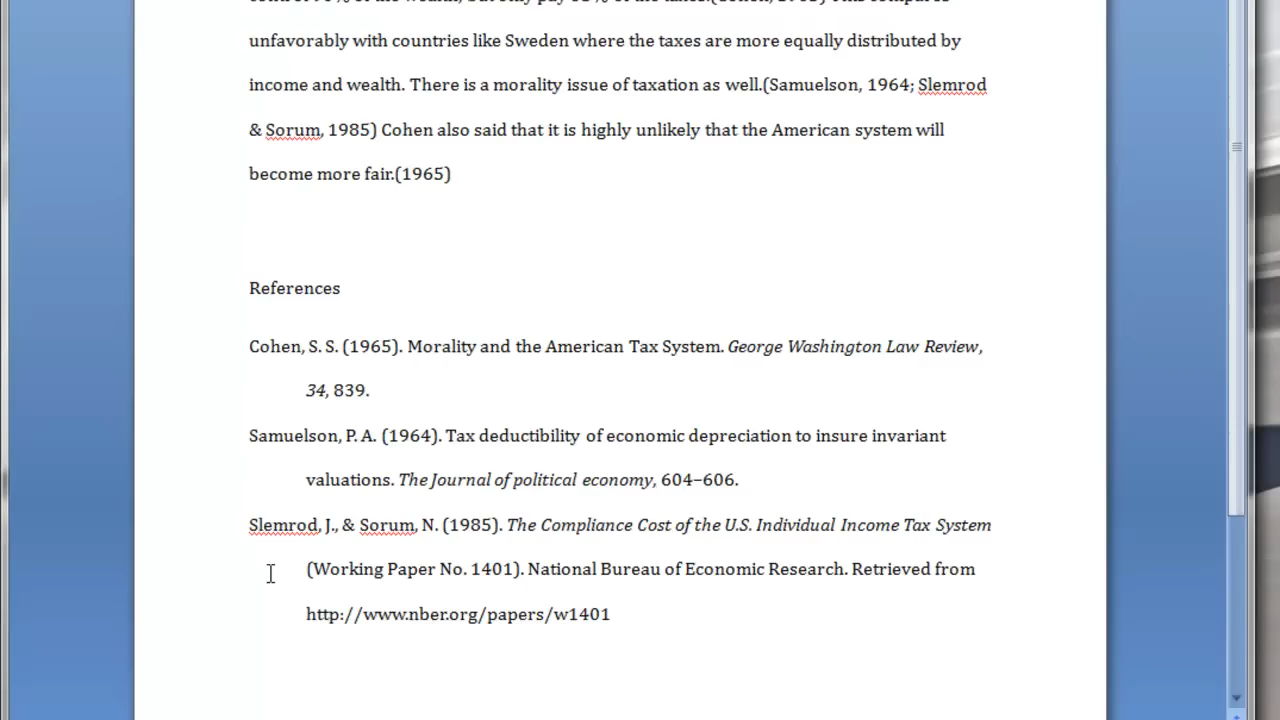 unfavorably with countries like Sweden where the taxes are more equally distributed by
income and wealth. There is a morality issue of taxation as well.(Samuelson, 1964; Slemrod
& Sorum, 1985) Cohen also said that it is highly unlikely that the American system will
become more fair.(1965)
References
Cohen, S. S. (1965). Morality and the American Tax System. George Washington Law Review,
34, 839.
Samuelson, P. A. (1964). Tax deductibility of economic depreciation to insure invariant
valuations. The Journal of political economy, 604–606.
Slemrod, J., & Sorum, N. (1985). The Compliance Cost of the U.S. Individual Income Tax System
(Working Paper No. 1401). National Bureau of Economic Research. Retrieved from
http://www.nber.org/papers/w1401